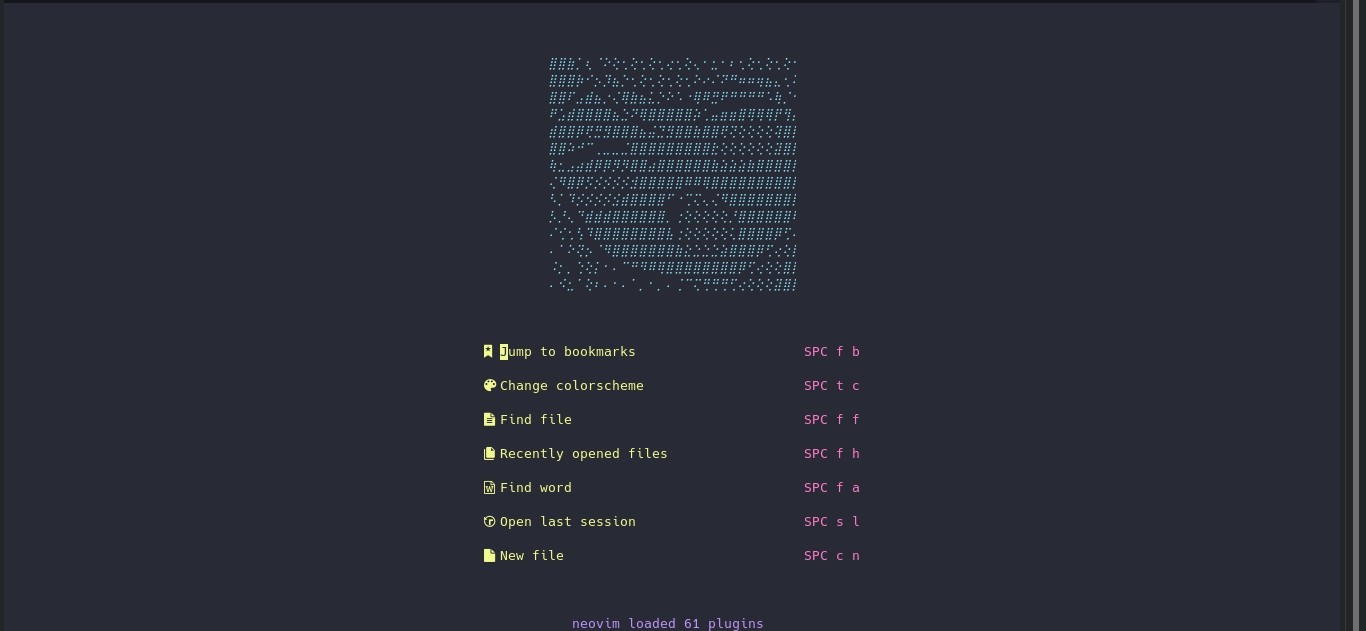 Jump to bookmarks SPC f b
Change colorscheme SPC t c
Find file SPC f f
Recently opened files SPC f h
Find word SPC f a
Open last session SPC s l
New file SPC c n
neovim loaded 61 plugins